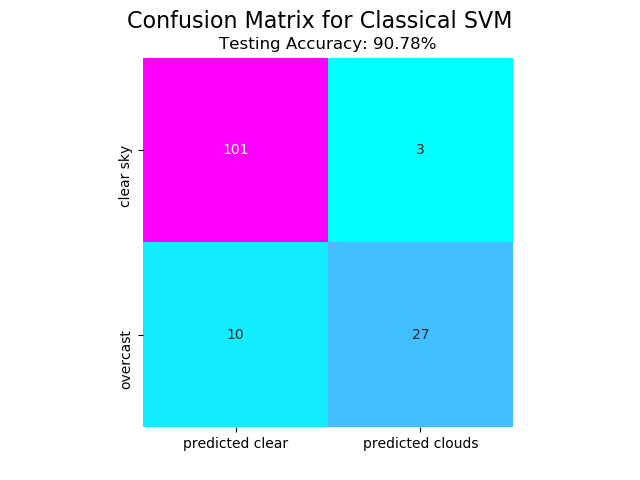 Confusion Matrix for Classical SVM
Testing Accuracy: 90.78%
clear sky
101
3
overcast
10
27
predicted clear
predicted clouds